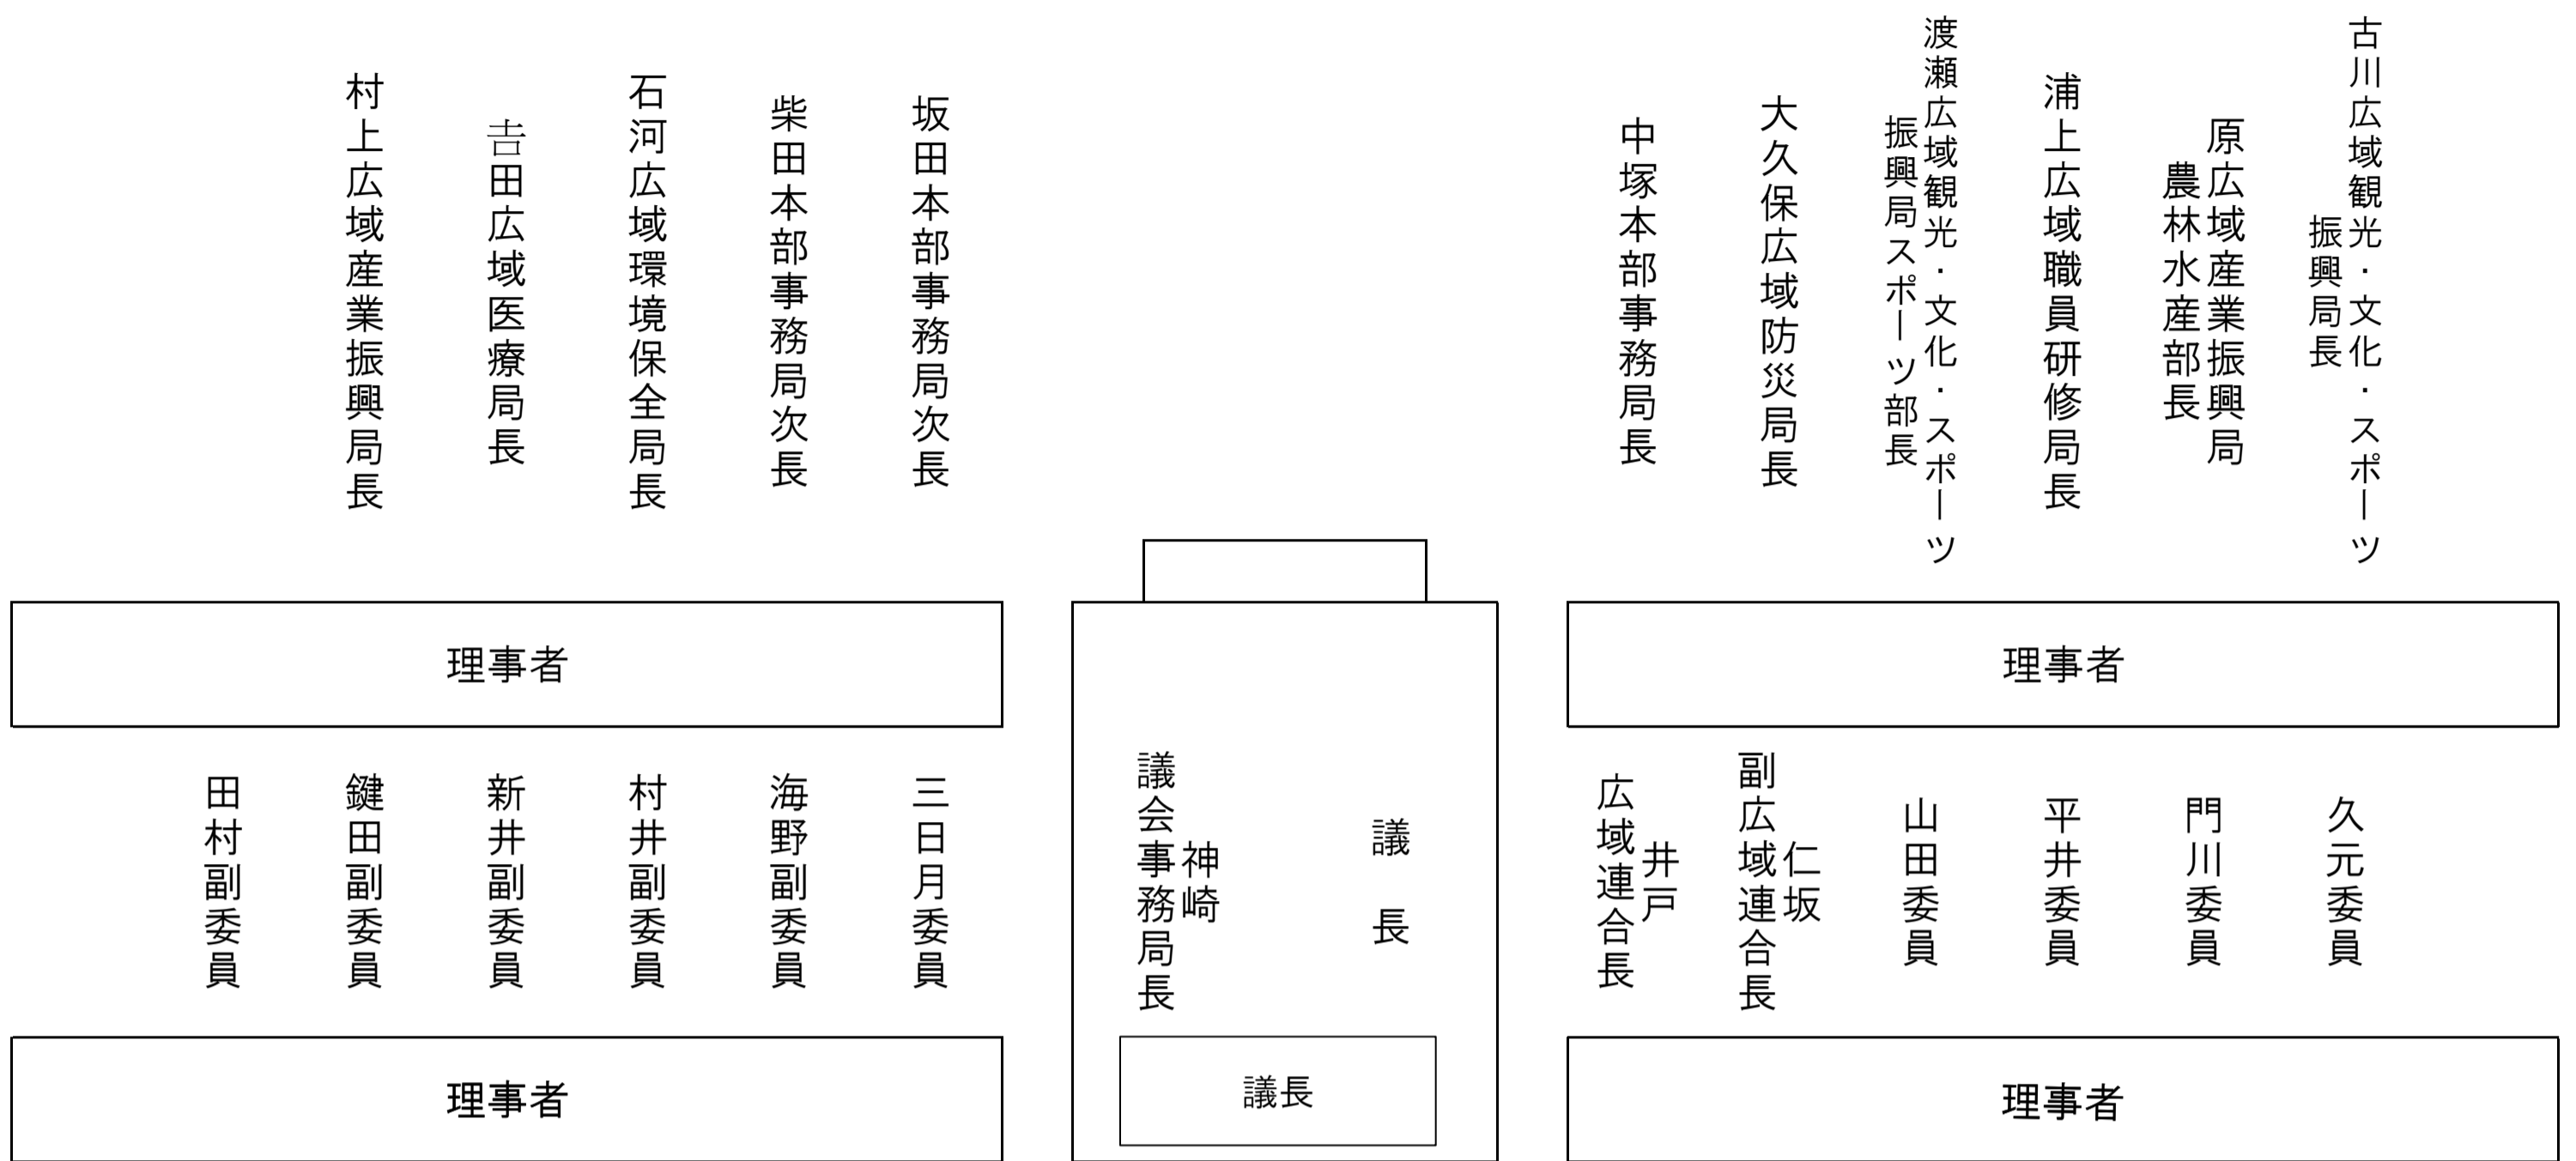 古川広域観光・文化・スポーツ
振興局長
原広域産業振興局
農林水産部長
浦上広域職員研修局長
渡瀬広域観光・文化・スポーツ
振興局スポーツ部長
大久保広域防災局長
中塚本部事務局長
坂田本部事務局次長
柴田本部事務局次長
石河広域環境保全局長
𠮷田広域医療局長
村上広域産業振興局長
理事者
理事者
久元委員
門川委員
平井委員
山田委員
仁坂
副広域連合長
井戸
広域連合長
議長
神崎
議会事務局長
三日月委員
海野副委員
村井副委員
新井副委員
鍵田副委員
田村副委員
理事者
議長
理事者